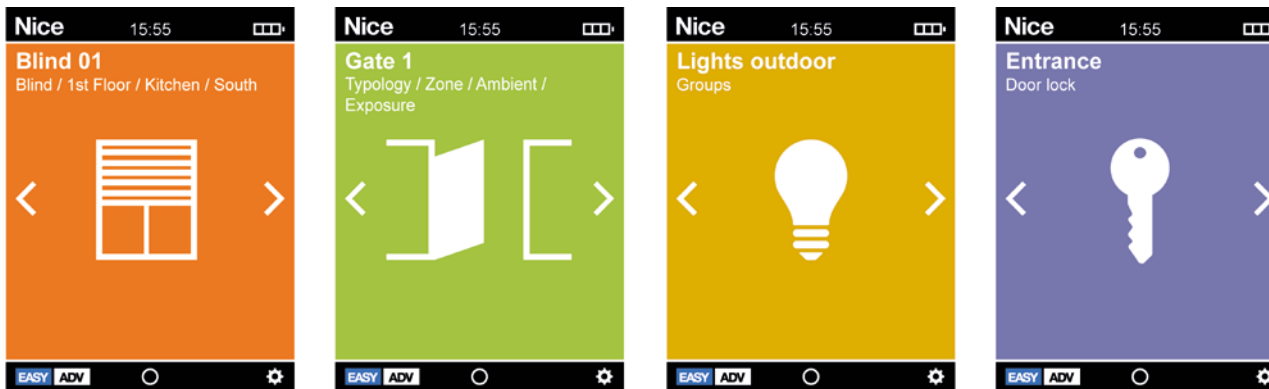 Nice 15:55
Blind 01
Blind / 1st Floor / Kitchen / South
EASY ADV
Nice 15:55
Gate 1
Typology / Zone / Ambient /
Exposure
EASY ADV
Nice 15:55
Lights outdoor
Groups
EASY ADV
Nice 15:55
Entrance
Door lock
EASY ADV